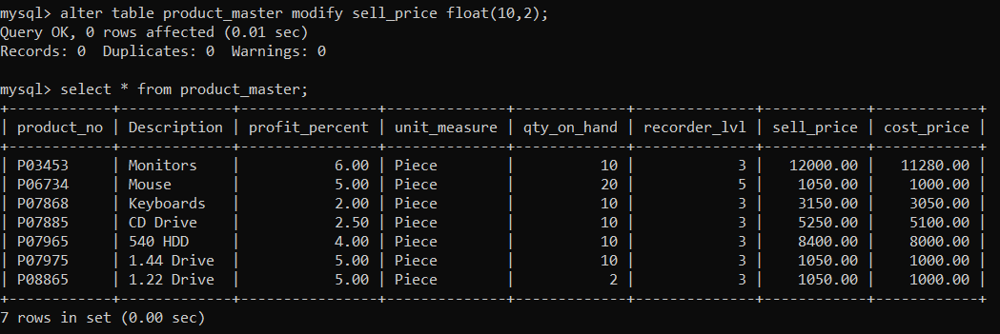 mysql> alter table product_master modify sell_price float(10,2);
Query OK, 0 rows affected (0.01 sec)
Records: 0  Duplicates: 0  Warnings: 0

mysql> select * from product_master;
+------------+-------------+----------------+--------------+-------------+--------------+------------+------------+
| product_no | Description | profit_percent | unit_measure | qty_on_hand | recorder_lvl | sell_price | cost_price |
+------------+-------------+----------------+--------------+-------------+--------------+------------+------------+
| P03453     | Monitors    |           6.00 | Piece        |          10 |            3 |   12000.00 |   11280.00 |
| P06734     | Mouse       |           5.00 | Piece        |          20 |            5 |    1050.00 |    1000.00 |
| P07868     | Keyboards   |           2.00 | Piece        |          10 |            3 |    3150.00 |    3050.00 |
| P07885     | CD Drive    |           2.50 | Piece        |          10 |            3 |    5250.00 |    5100.00 |
| P07965     | 540 HDD     |           4.00 | Piece        |          10 |            3 |    8400.00 |    8000.00 |
| P07975     | 1.44 Drive  |           5.00 | Piece        |          10 |            3 |    1050.00 |    1000.00 |
| P08865     | 1.22 Drive  |           5.00 | Piece        |           2 |            3 |    1050.00 |    1000.00 |
+------------+-------------+----------------+--------------+-------------+--------------+------------+------------+
7 rows in set (0.00 sec)